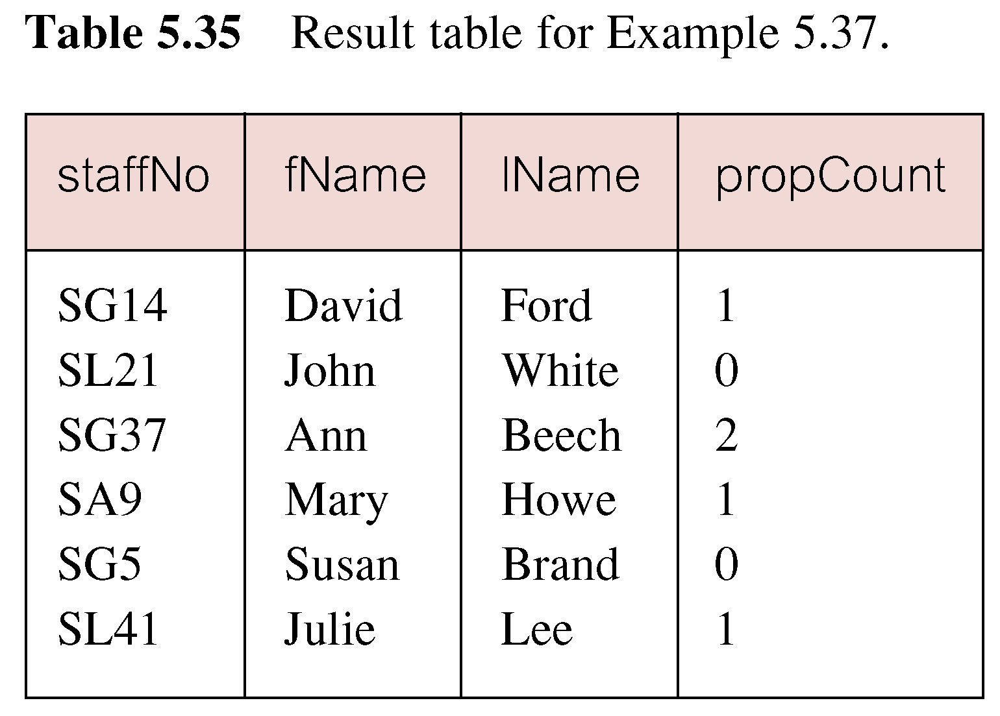 Table 5.35 Result table for Example 5.37.
staffNo fName lName propCount
SG14 David Ford 1
SL21 John White 0
SG37 Ann Beech 2
SA9 Mary Howe 1
SG5 Susan Brand 0
SL41 Julie Lee 1